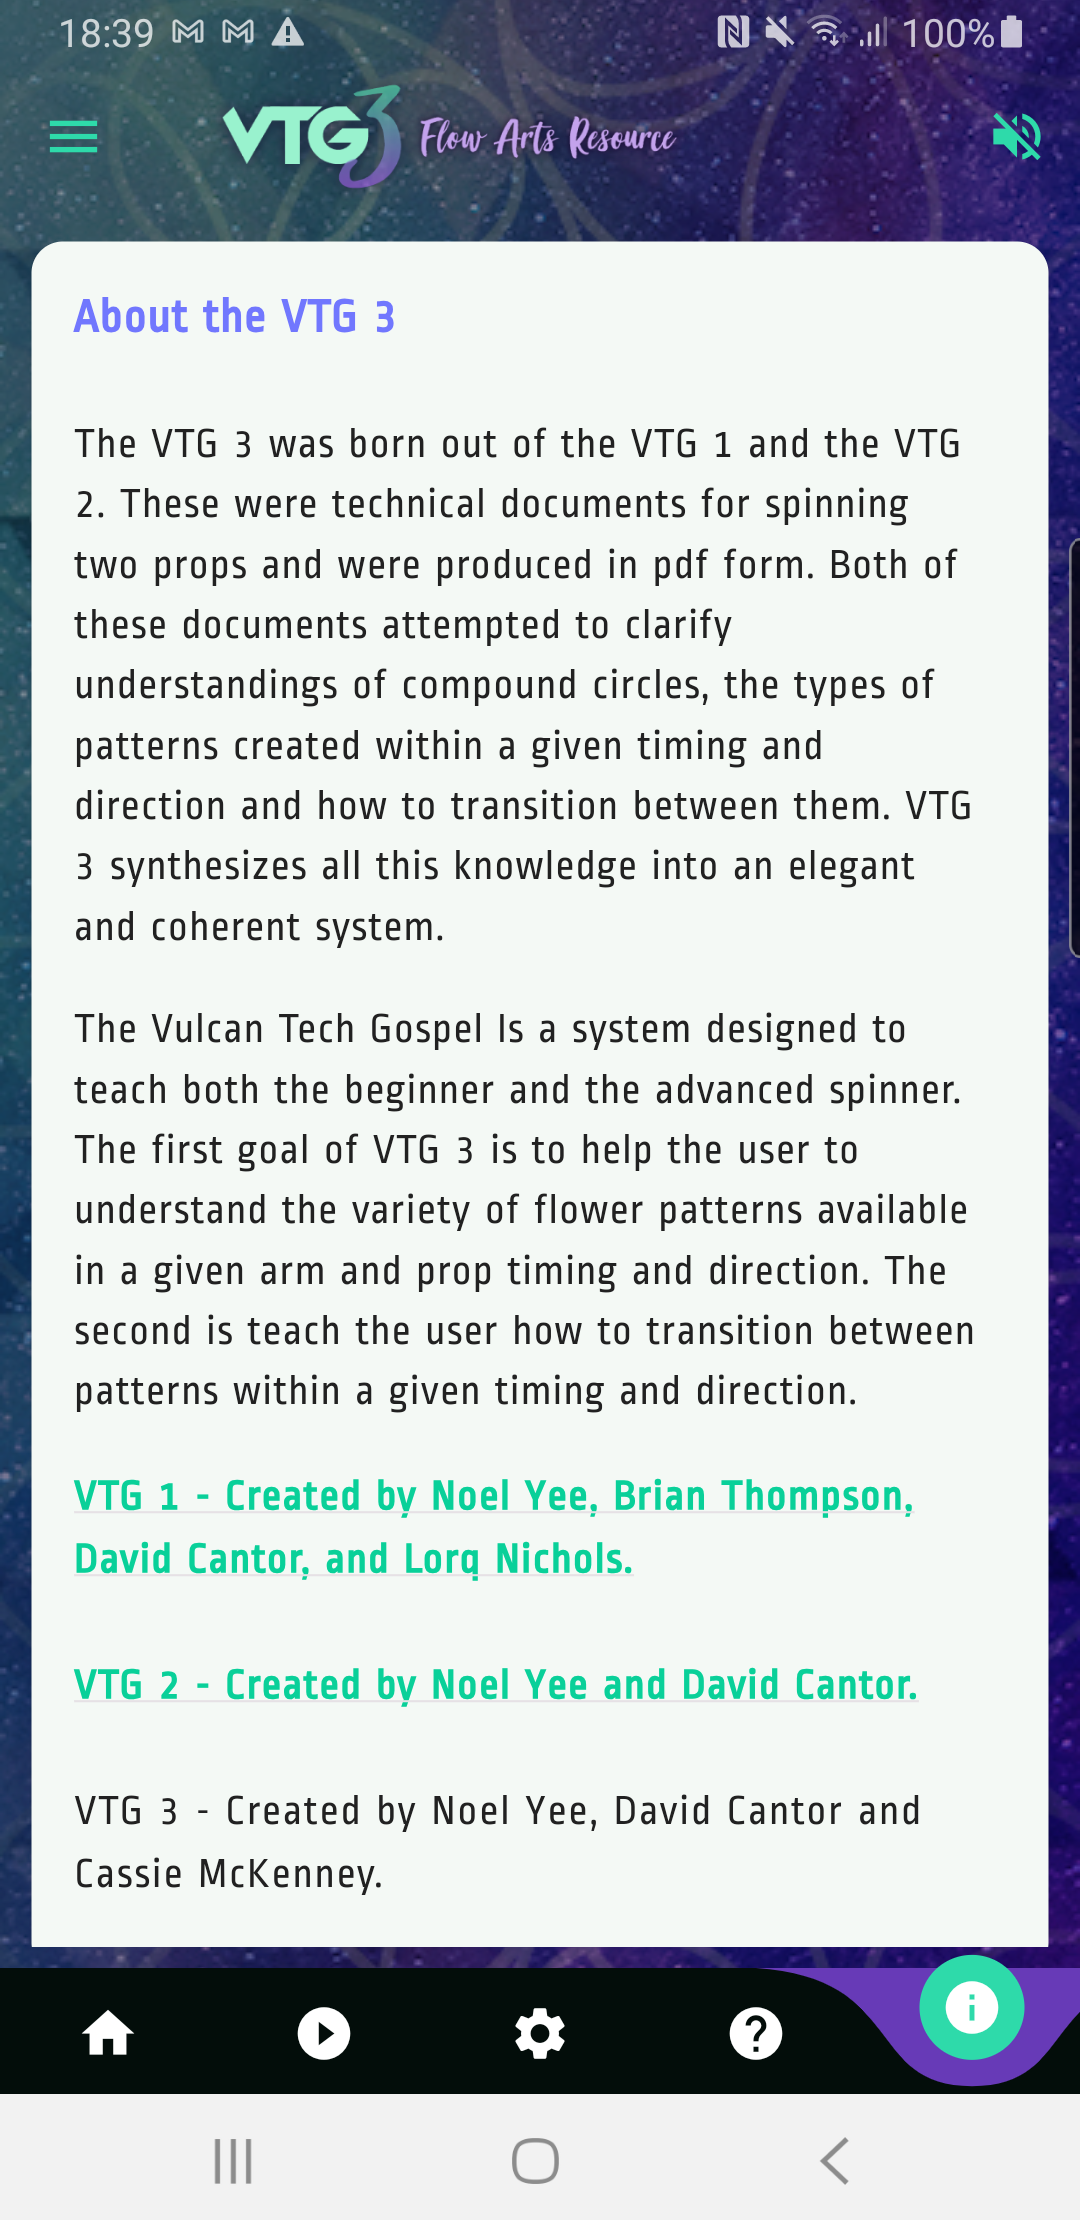 18:39
100%
VTG3 Flow Arts Resource
About the VTG 3
The VTG 3 was born out of the VTG 1 and the VTG
2. These were technical documents for spinning
two props and were produced in pdf form. Both of
these documents attempted to clarify
understandings of compound circles, the types of
patterns created within a given timing and
direction and how to transition between them. VTG
3 synthesizes all this knowledge into an elegant
and coherent system.
The Vulcan Tech Gospel Is a system designed to
teach both the beginner and the advanced spinner.
The first goal of VTG 3 is to help the user to
understand the variety of flower patterns available
in a given arm and prop timing and direction. The
second is teach the user how to transition between
patterns within a given timing and direction.
VTG 1 - Created by Noel Yee, Brian Thompson,
David Cantor, and Lorq Nichols.
VTG 2 - Created by Noel Yee and David Cantor.
VTG 3 - Created by Noel Yee, David Cantor and
Cassie McKenney.